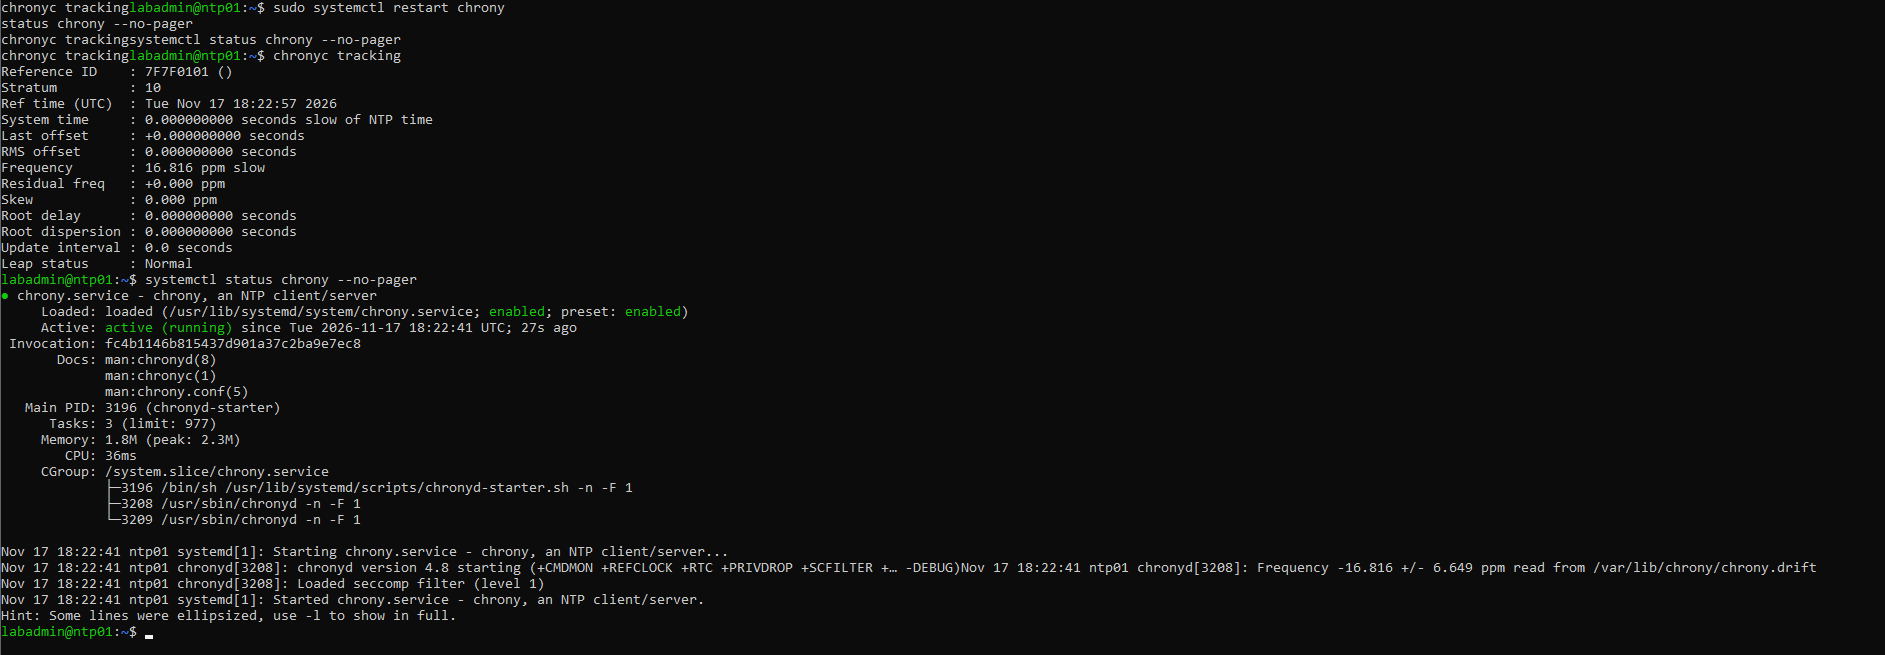 chronyc trackinglabadmin@ntp01:~$ sudo systemctl restart chrony
status chrony --no-pager
chronyc trackingsystemctl status chrony --no-pager
chronyc trackinglabadmin@ntp01:~$ chronyc tracking
Reference ID    : 7F7F0101 ()
Stratum         : 10
Ref time (UTC)  : Tue Nov 17 18:22:57 2026
System time     : 0.000000000 seconds slow of NTP time
Last offset     : +0.000000000 seconds
RMS offset      : 0.000000000 seconds
Frequency       : 16.816 ppm slow
Residual freq   : +0.000 ppm
Skew            : 0.000 ppm
Root delay      : 0.000000000 seconds
Root dispersion : 0.000000000 seconds
Update interval : 0.0 seconds
Leap status     : Normal
labadmin@ntp01:~$ systemctl status chrony --no-pager
● chrony.service - chrony, an NTP client/server
     Loaded: loaded (/usr/lib/systemd/system/chrony.service; enabled; preset: enabled)
     Active: active (running) since Tue 2026-11-17 18:22:41 UTC; 27s ago
 Invocation: fc4b1146b815437d901a37c2ba9e7ec8
       Docs: man:chronyd(8)
             man:chronyc(1)
             man:chrony.conf(5)
   Main PID: 3196 (chronyd-starter)
      Tasks: 3 (limit: 977)
     Memory: 1.8M (peak: 2.3M)
        CPU: 36ms
     CGroup: /system.slice/chrony.service
             ├─3196 /bin/sh /usr/lib/systemd/scripts/chronyd-starter.sh -n -F 1
             ├─3208 /usr/sbin/chronyd -n -F 1
             └─3209 /usr/sbin/chronyd -n -F 1
Nov 17 18:22:41 ntp01 systemd[1]: Starting chrony.service - chrony, an NTP client/server...
Nov 17 18:22:41 ntp01 chronyd[3208]: chronyd version 4.8 starting (+CMDMON +REFCLOCK +RTC +PRIVDROP +SCFILTER +… -DEBUG)Nov 17 18:22:41 ntp01 chronyd[3208]: Frequency -16.816 +/- 6.649 ppm read from /var/lib/chrony/chrony.drift
Nov 17 18:22:41 ntp01 chronyd[3208]: Loaded seccomp filter (level 1)
Nov 17 18:22:41 ntp01 systemd[1]: Started chrony.service - chrony, an NTP client/server.
Hint: Some lines were ellipsized, use -l to show in full.
labadmin@ntp01:~$